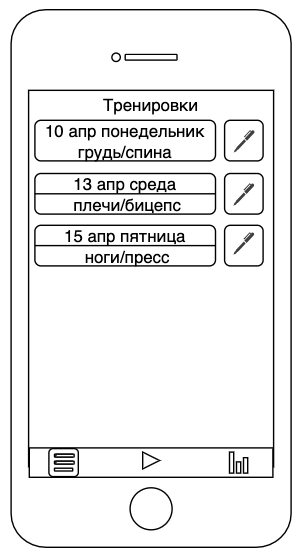 Тренировки
10 апр понедельник
грудь/спина
13 апр среда
плечи/бицепс
15 апр пятница
ноги/пресс